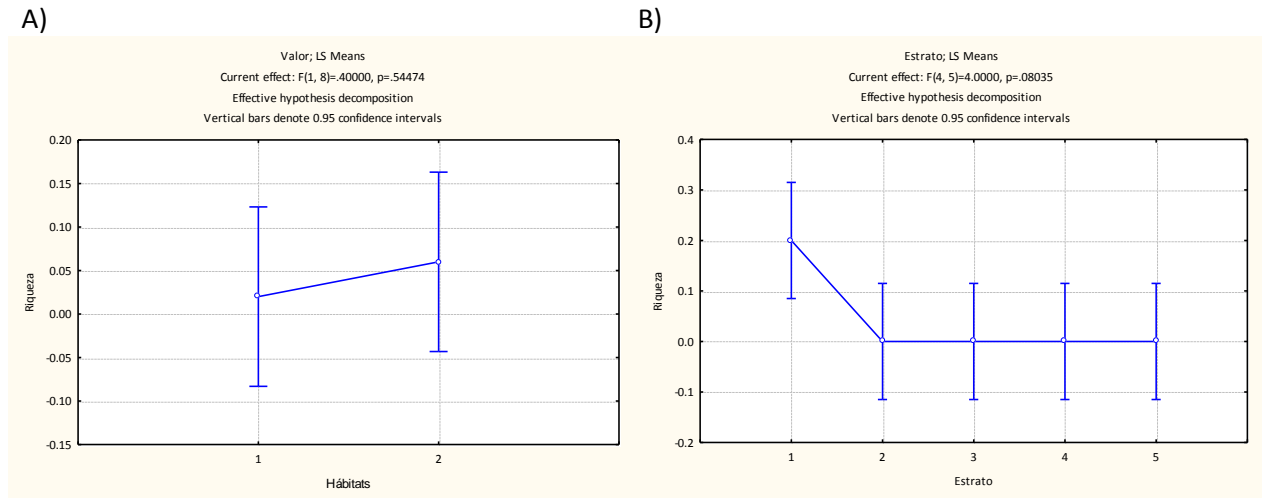 A)
Valor; LS Means
Current effect: F(1, 8)=.40000, p=.54474
Effective hypothesis decomposition
Vertical bars denote 0.95 confidence intervals
0.20
0.15
0.10
0.05
0.00
-0.05
-0.10
-0.15
Riqueza
1
2
Hábitats
B)
Estrato; LS Means
Current effect: F(4, 5)=4.0000, p=.08035
Effective hypothesis decomposition
Vertical bars denote 0.95 confidence intervals
0.4
0.3
0.2
0.1
0.0
-0.1
-0.2
Riqueza
1
2
3
4
5
Estrato